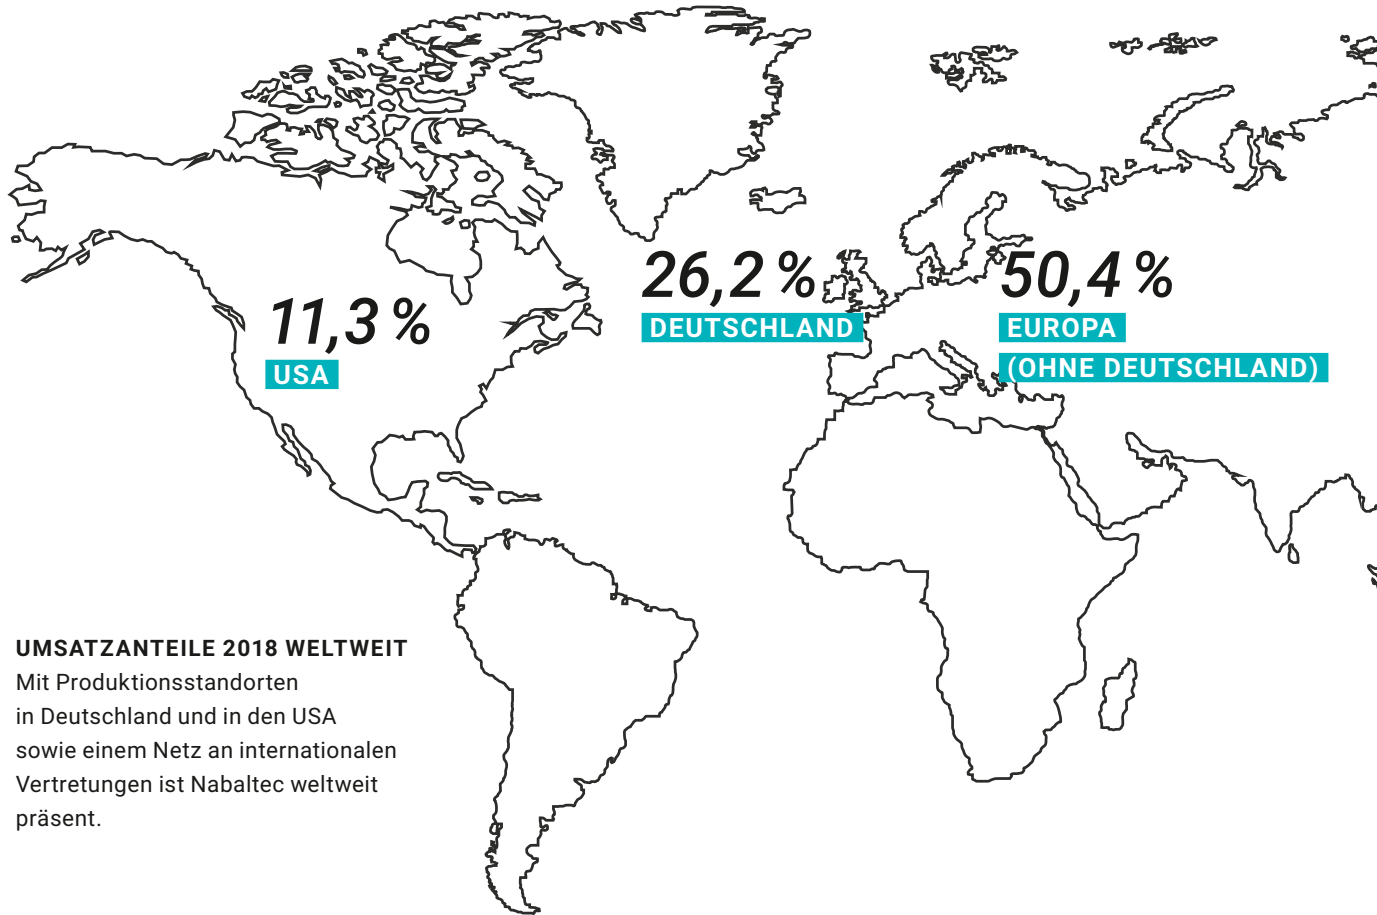 26,2 %
DEUTSCHLAND
50,4 %
EUROPA
(OHNE DEUTSCHLAND)
11,3 %
USA
UMSATZANTEILE 2018 WELTWEIT
Mit Produktionsstandorten
in Deutschland und in den USA
sowie einem Netz an internationalen
Vertretungen ist Nabaltec weltweit
präsent.